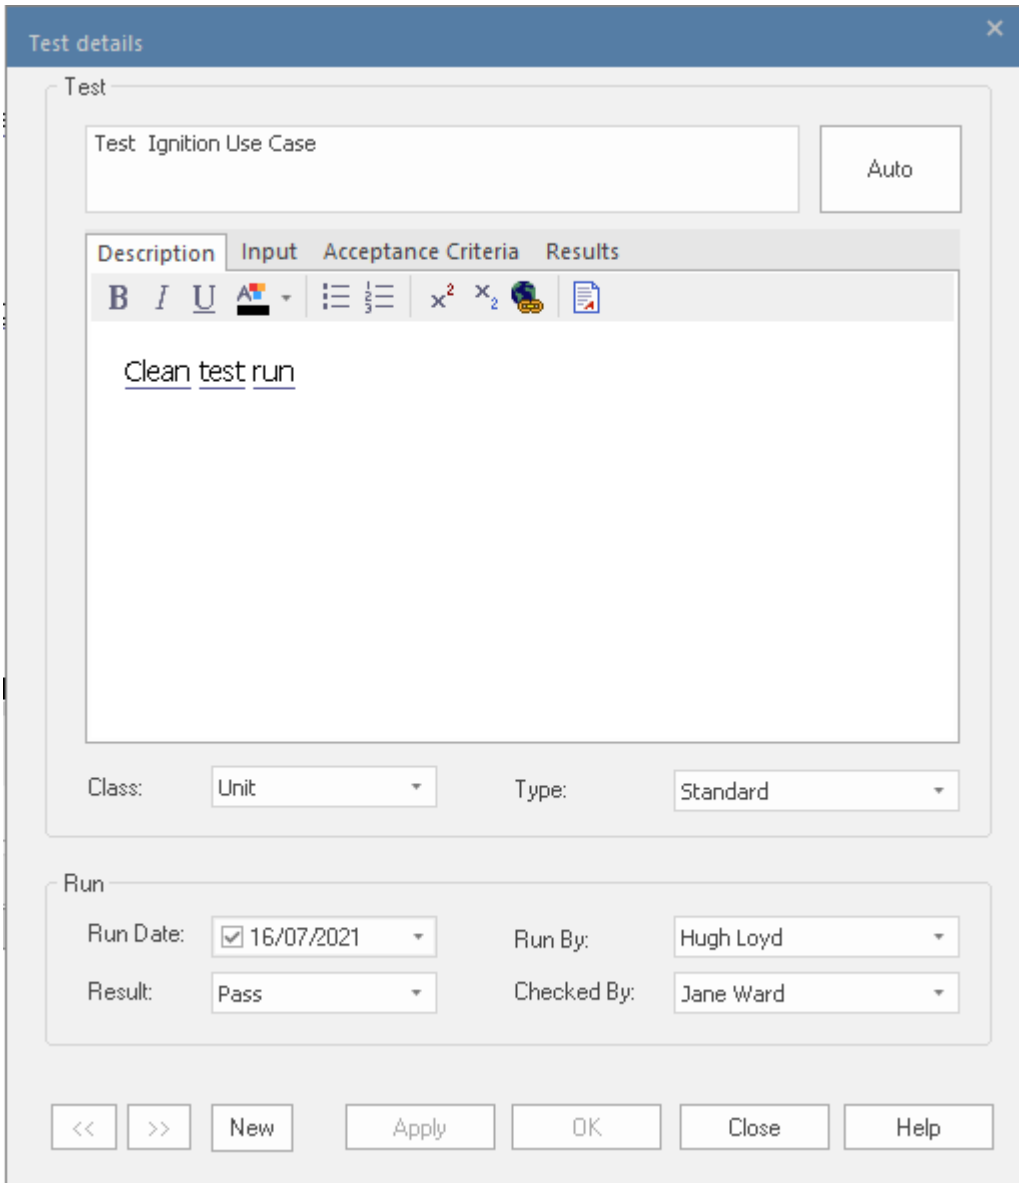 Test details
Test
Test  Ignition Use Case
Auto
Description Input Acceptance Criteria Results
B I U A x² x₂
Clean test run
Class: Unit Type: Standard
Run
Run Date: 16/07/2021 Run By: Hugh Loyd
Result: Pass Checked By: Jane Ward
<< >> New Apply OK Close Help